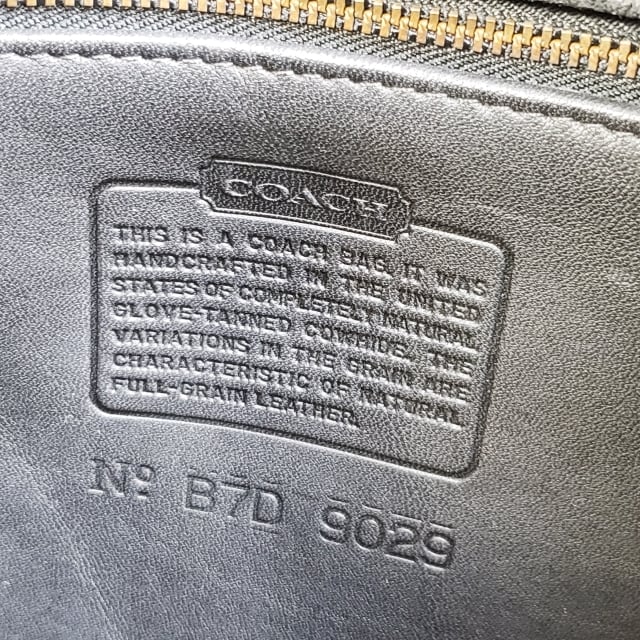 COACH
THIS IS A COACH BAG. IT WAS
HANDCRAFTED IN THE UNITED
STATES OF COMPLETELY NATURAL
GLOVE-TANNED COWHIDE. THE
VARIATIONS IN THE GRAIN ARE
CHARACTERISTIC OF NATURAL
FULL-GRAIN LEATHER.
Nº B7D 9029